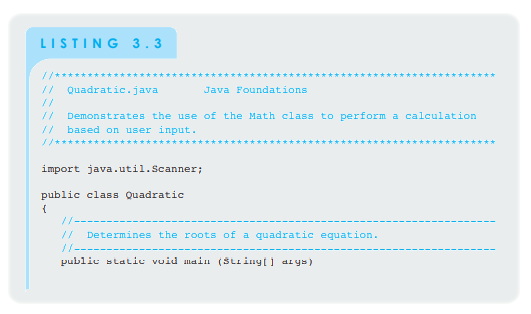 LISTING 3.3
//********************************************************************
//  Quadratic.java       Java Foundations
//
//  Demonstrates the use of the Math class to perform a calculation
//  based on user input.
//********************************************************************
import java.util.Scanner;
public class Quadratic
{
   //-----------------------------------------------------------------
   //  Determines the roots of a quadratic equation.
   //-----------------------------------------------------------------
   public static void main (String[] args)